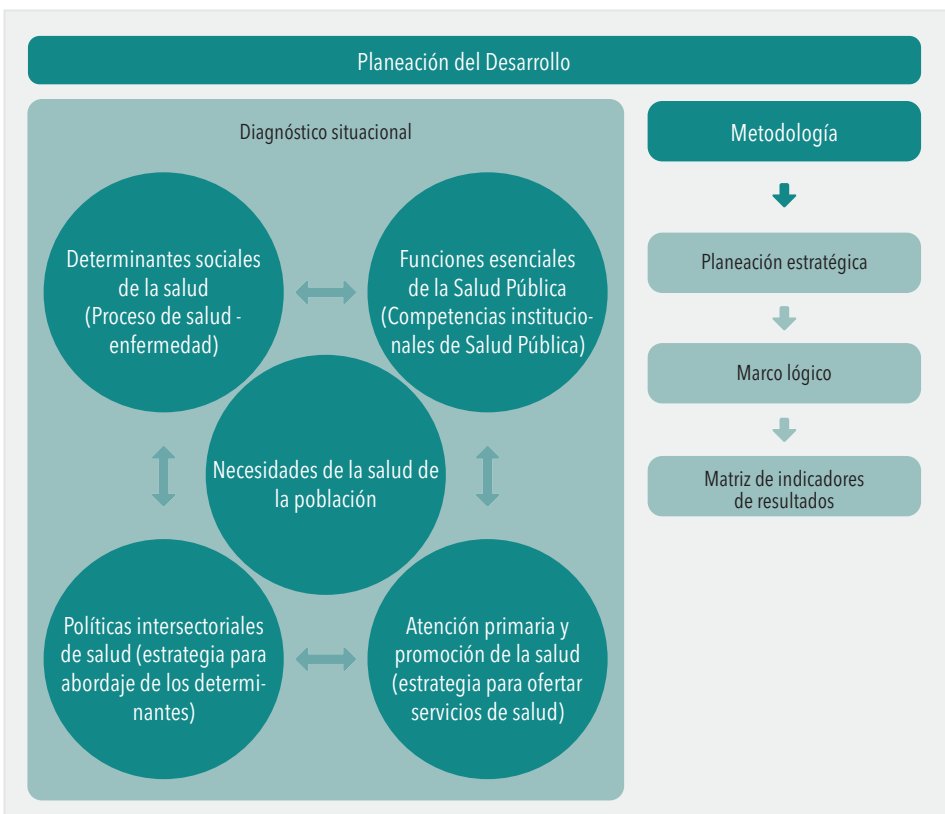 Planeación del Desarrollo
Diagnóstico situacional
Determinantes sociales
de la salud
(Proceso de salud -
enfermedad)
Funciones esenciales
de la Salud Pública
(Competencias institucio-
nales de Salud Pública)
Necesidades de la salud de
la población
Políticas intersectoriales
de salud (estrategia para
abordaje de los determi-
nantes)
Atención primaria y
promoción de la salud
(estrategia para ofertar
servicios de salud)
Metodología
Planeación estratégica
Marco lógico
Matriz de indicadores
de resultados